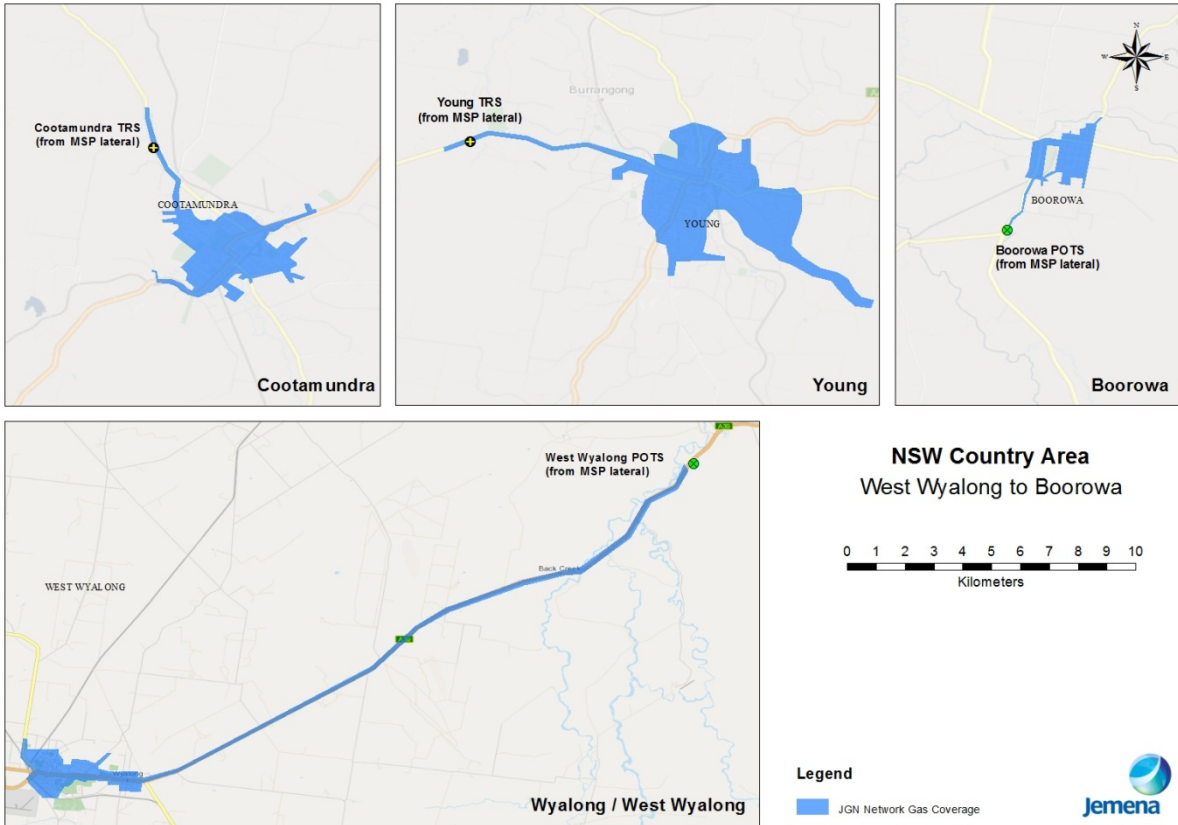 Cootamundra TRS
(from MSP lateral)
COOTAMUNDRA
Cootamundra
Burrangong
Young TRS
(from MSP lateral)
YOUNG
Young
N
W
E
S
BOOROWA
Boorowa POTS
(from MSP lateral)
Boorowa
West Wyalong POTS
(from MSP lateral)
WEST WYALONG
Back Creek
Wyalong
Wyalong / West Wyalong
NSW Country Area
West Wyalong to Boorowa
0 1 2 3 4 5 6 7 8 9 10
Kilometers
Legend
JGN Network Gas Coverage
Jemena